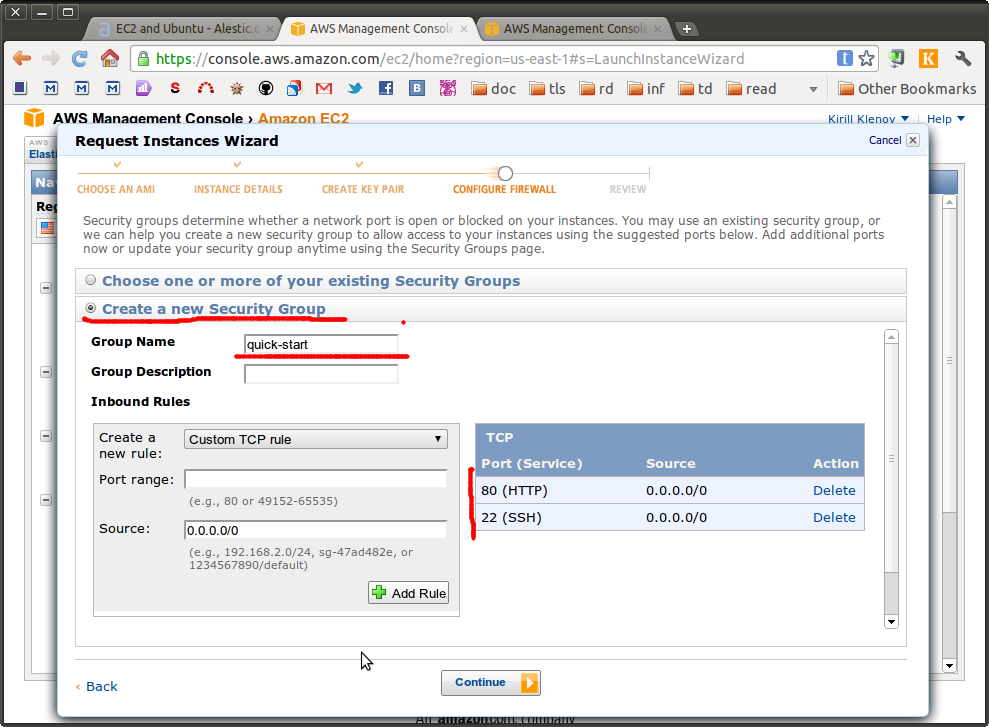 EC2 and Ubuntu - Alestic.c
AWS Management Console
AWS Management Console
https://console.aws.amazon.com/ec2/home?region=us-east-1#s=LaunchInstanceWizard
doc tls rd inf td read Other Bookmarks
AWS Management Console › Amazon EC2
Kirill Klenov Help
AWS
Elasti
Request Instances Wizard
Cancel
CHOOSE AN AMI INSTANCE DETAILS CREATE KEY PAIR CONFIGURE FIREWALL REVIEW
Na
Reg
Security groups determine whether a network port is open or blocked on your instances. You may use an existing security group, or
we can help you create a new security group to allow access to your instances using the suggested ports below. Add additional ports
now or update your security group anytime using the Security Groups page.
Choose one or more of your existing Security Groups
Create a new Security Group
Group Name quick-start
Group Description
Inbound Rules
Create a
new rule:
Custom TCP rule
Port range:
(e.g., 80 or 49152-65535)
Source: 0.0.0.0/0
(e.g., 192.168.2.0/24, sg-47ad482e, or
1234567890/default)
Add Rule
TCP
Port (Service) Source Action
80 (HTTP) 0.0.0.0/0 Delete
22 (SSH) 0.0.0.0/0 Delete
‹ Back
Continue
An amazon.com company